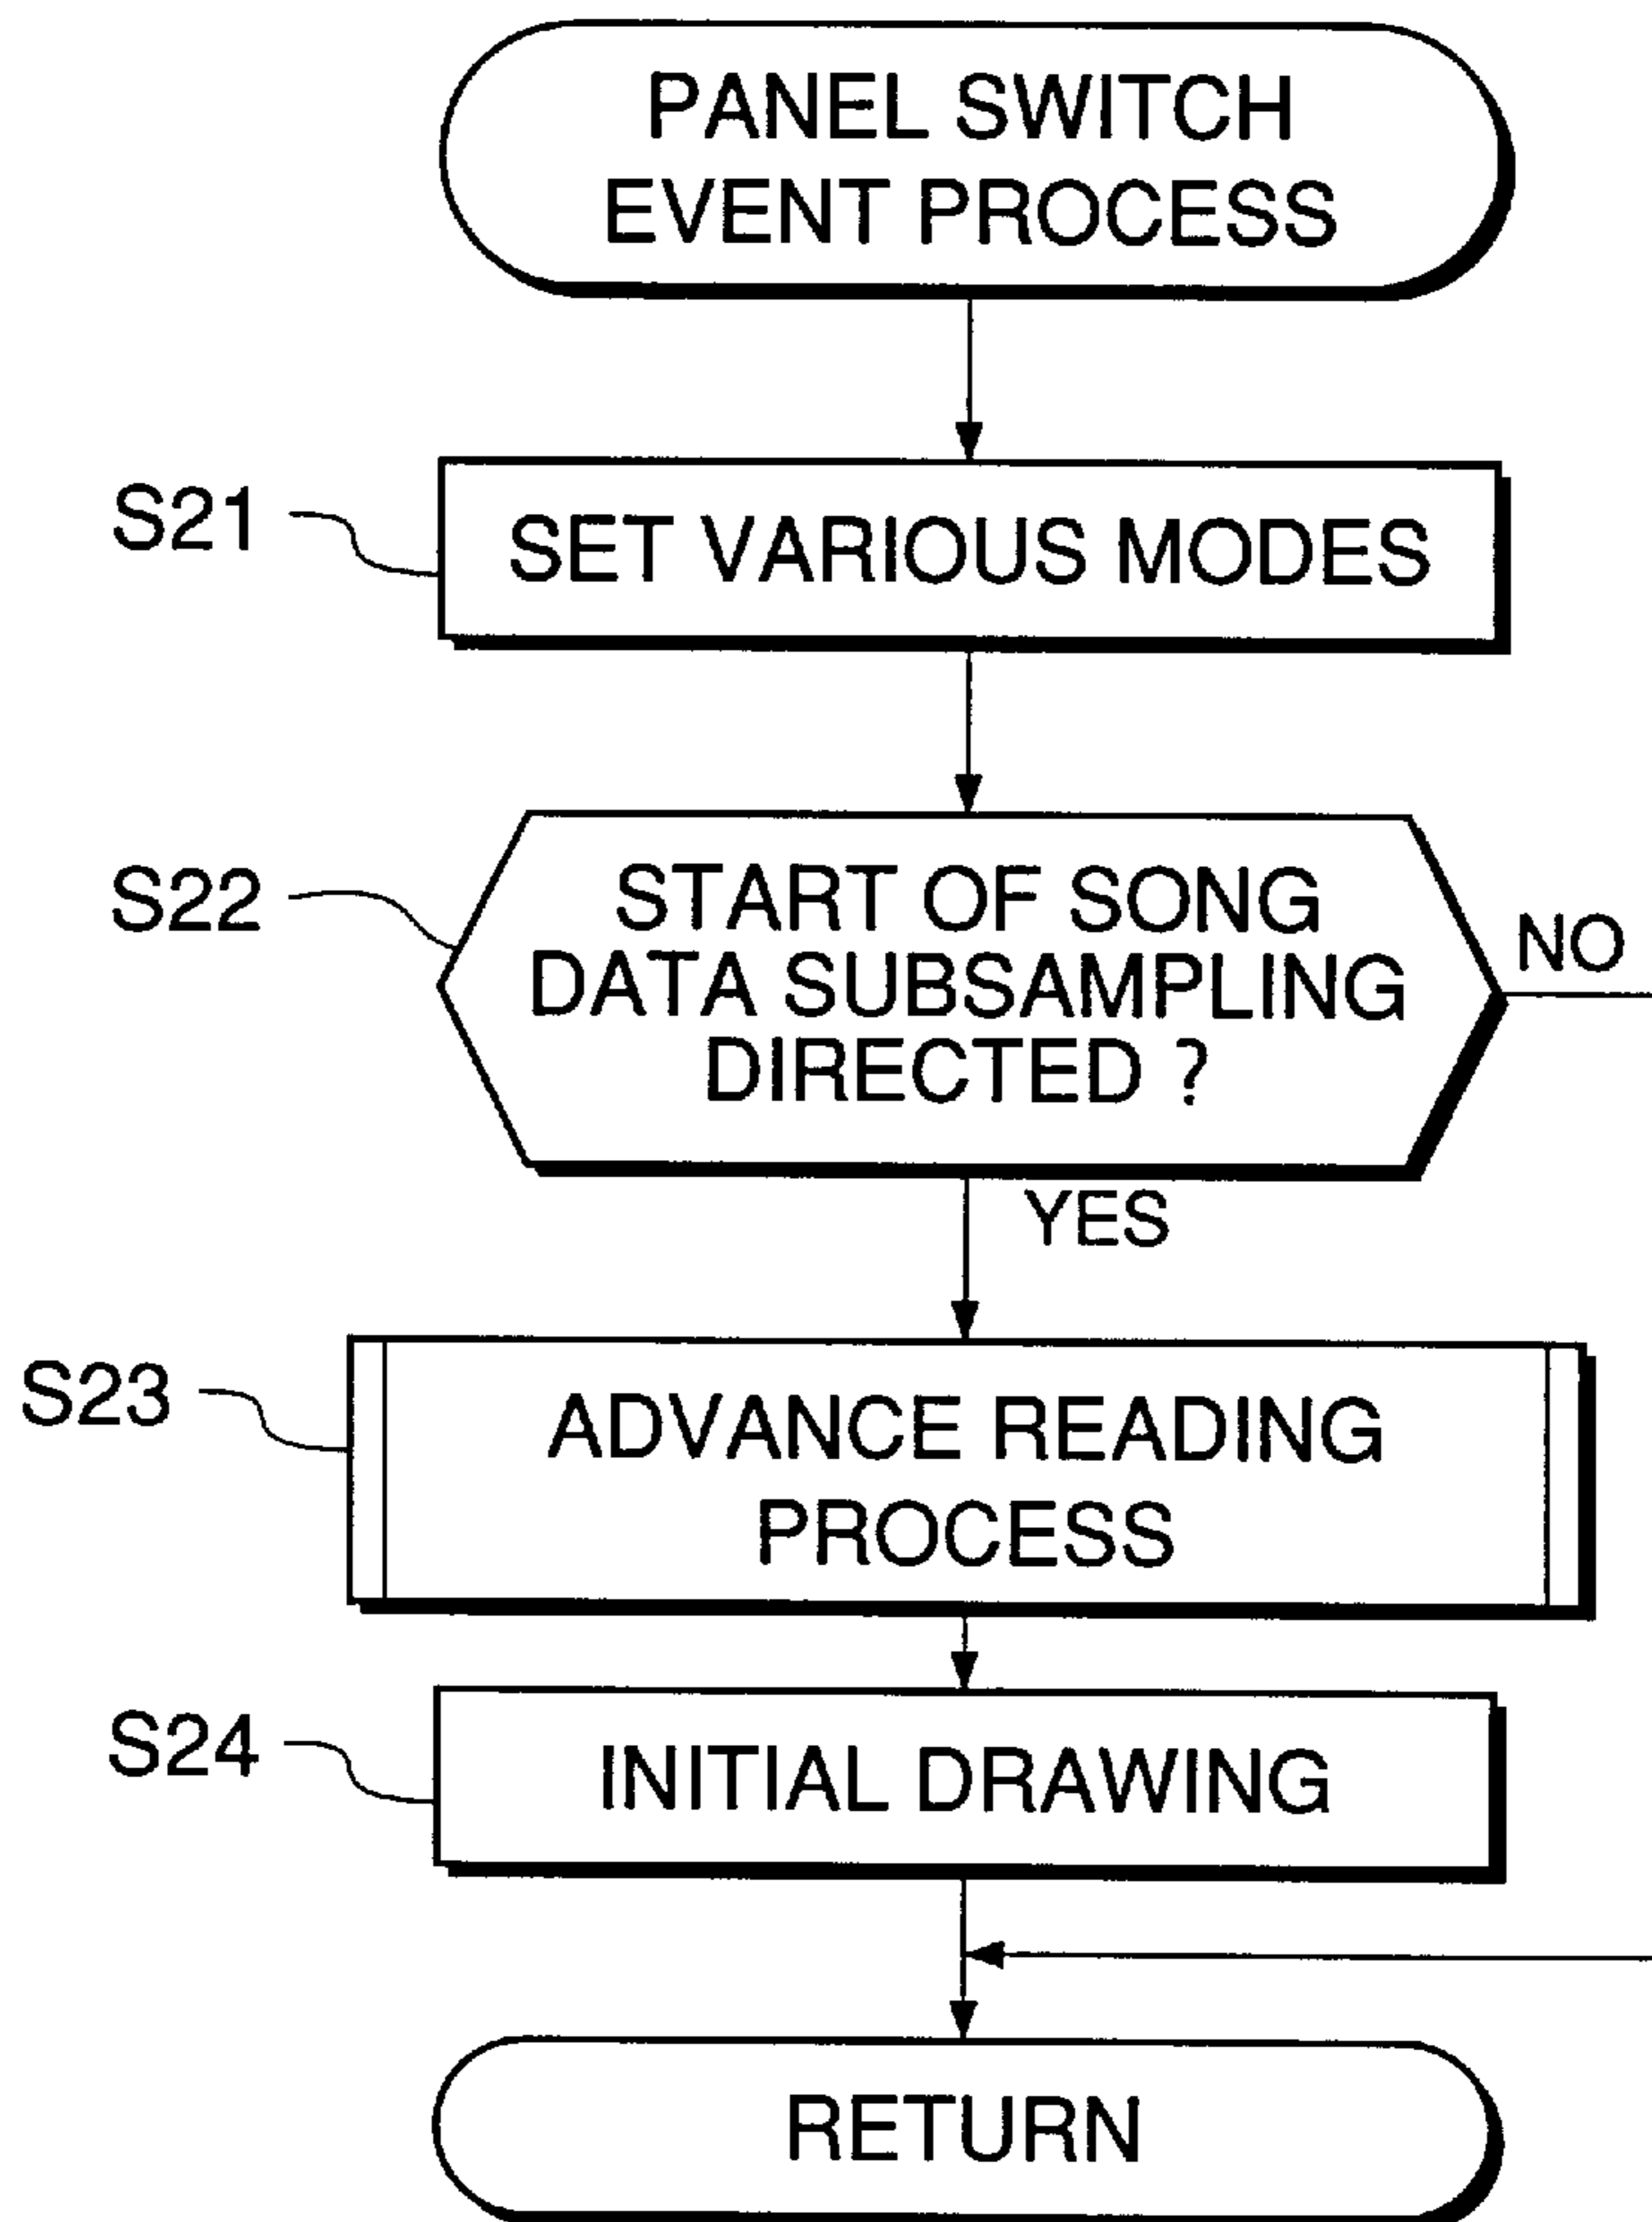 PANEL SWITCH
EVENT PROCESS
S21
SET VARIOUS MODES
S22
START OF SONG
DATA SUBSAMPLING
DIRECTED ?
NO
YES
S23
ADVANCE READING
PROCESS
S24
INITIAL DRAWING
RETURN